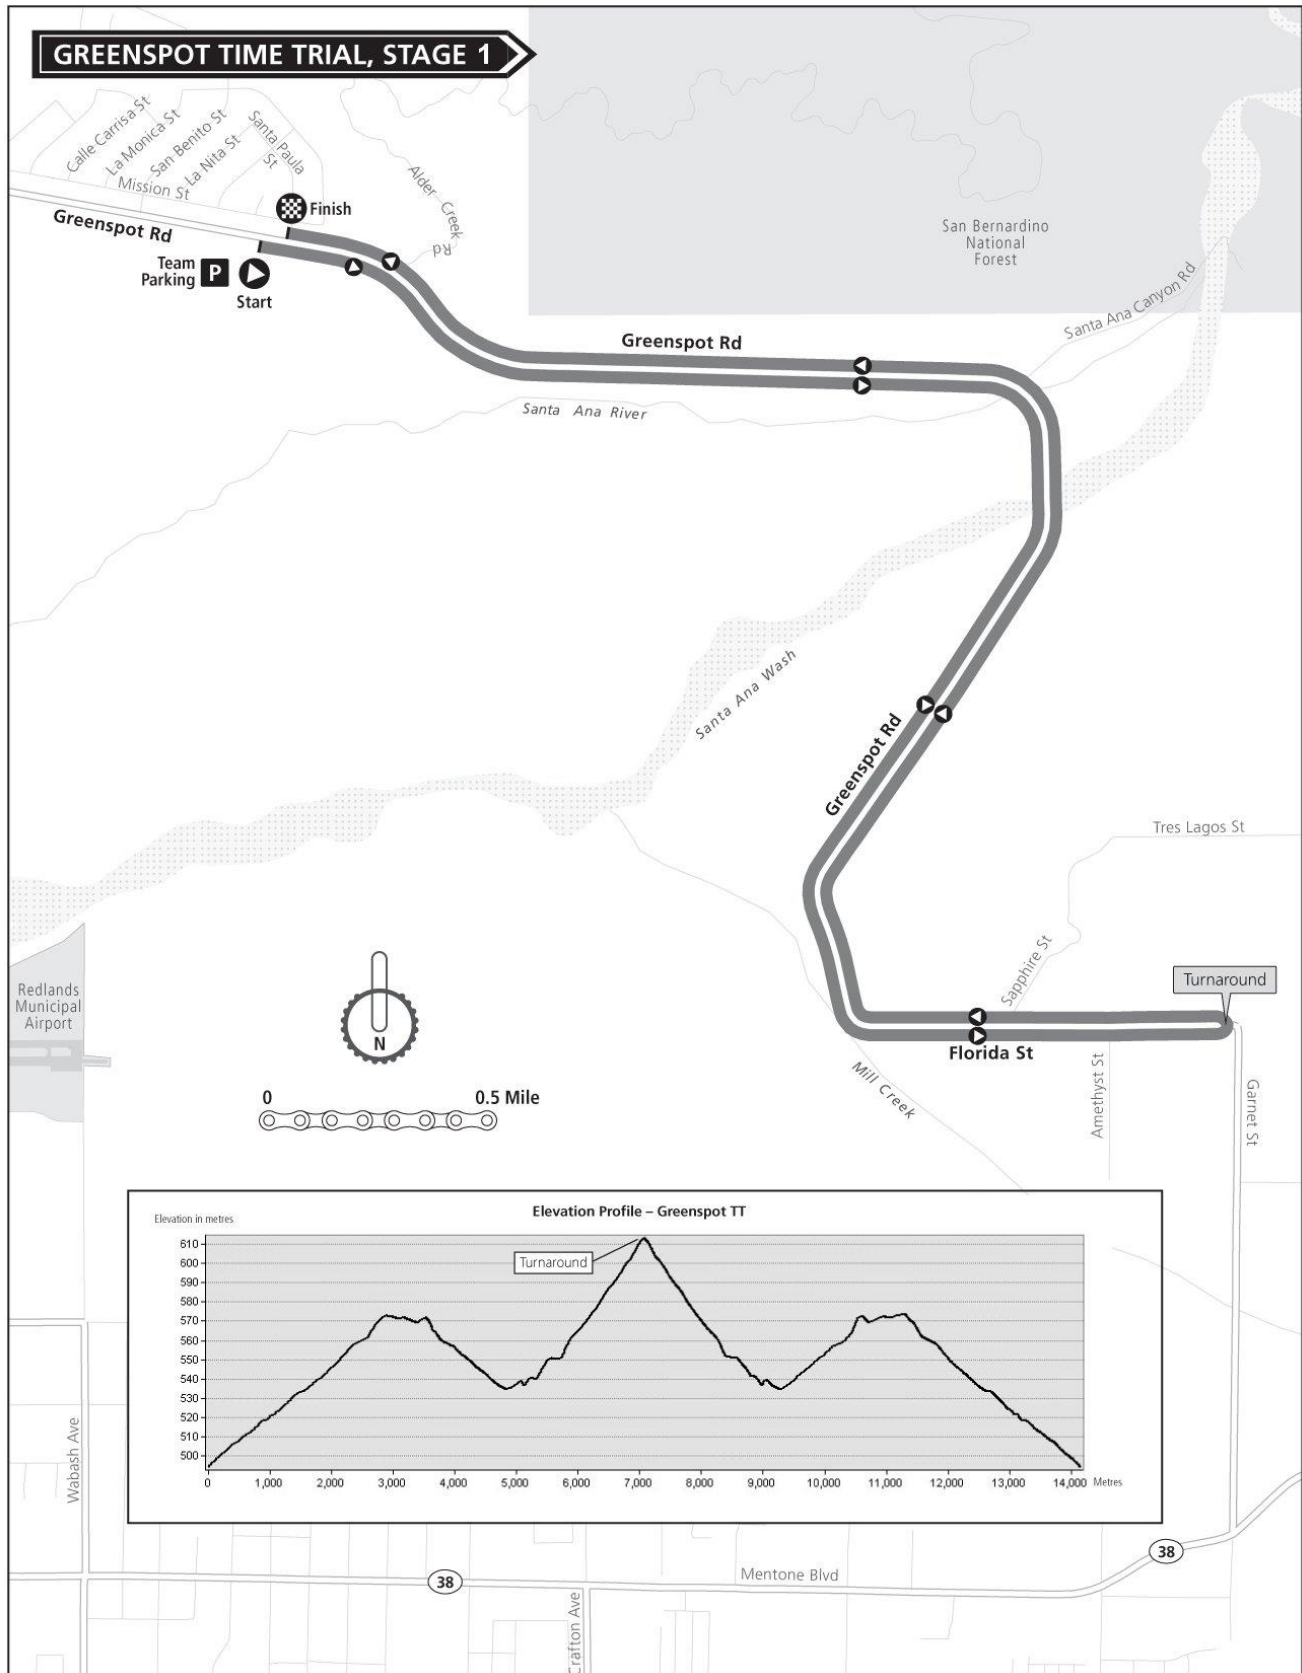 GREENSPOT TIME TRIAL, STAGE 1
Calle Carrisa St
La Monica St
San Benito St
La Nita St
Santa Paula
St
Mission St
Greenspot Rd
Finish
Alder Creek
Rd
Team
Parking
P
Start
San Bernardino
National
Forest
Santa Ana Canyon Rd
Greenspot Rd
Santa Ana River
Santa Ana Wash
Greenspot Rd
Tres Lagos St
Sapphire St
Turnaround
Redlands
Municipal
Airport
N
Florida St
Mill Creek
Amethyst St
Garnet St
0 0.5 Mile
Elevation Profile – Greenspot TT
Elevation in metres
Turnaround
610
600
590
580
570
560
550
540
530
520
510
500
0 1,000 2,000 3,000 4,000 5,000 6,000 7,000 8,000 9,000 10,000 11,000 12,000 13,000 14,000 Metres
Wabash Ave
38
Mentone Blvd
38
Crafton Ave